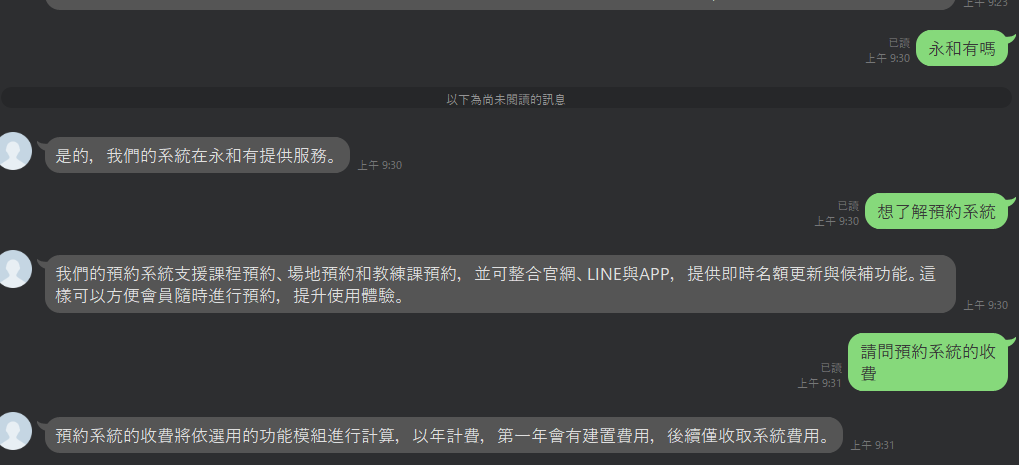 上午 9:23
已讀
上午 9:30
永和有嗎
以下為尚未閱讀的訊息
是的，我們的系統在永和有提供服務。
上午 9:30
已讀
上午 9:30
想了解預約系統
我們的預約系統支援課程預約、場地預約和教練課預約，並可整合官網、LINE與APP，提供即時名額更新與候補功能。這
樣可以方便會員隨時進行預約，提升使用體驗。
上午 9:30
已讀
上午 9:31
請問預約系統的收
費
預約系統的收費將依選用的功能模組進行計算，以年計費，第一年會有建置費用，後續僅收取系統費用。
上午 9:31